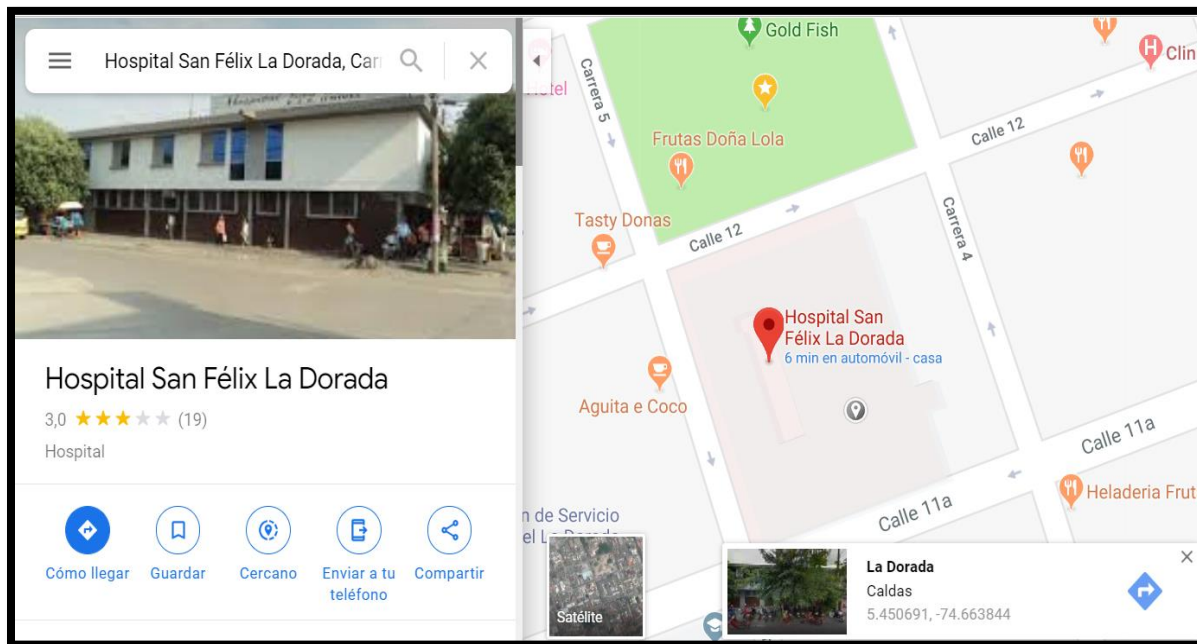 Hospital San Félix La Dorada, Car
Hospital San Félix La Dorada
3,0
(19)
Hospital
Cómo llegar
Guardar
Cercano
Enviar a tu
teléfono
Compartir
Gold Fish
Clin
Carrera 5
Calle 12
Frutas Doña Lola
Tasty Donas
Calle 12
Carrera 4
Hospital San
Félix La Dorada
6 min en automóvil - casa
Aguita e Coco
Calle 11a
Calle 11a
Heladeria Frut
n de Servicio
Satélite
La Dorada
Caldas
5.450691, -74.663844